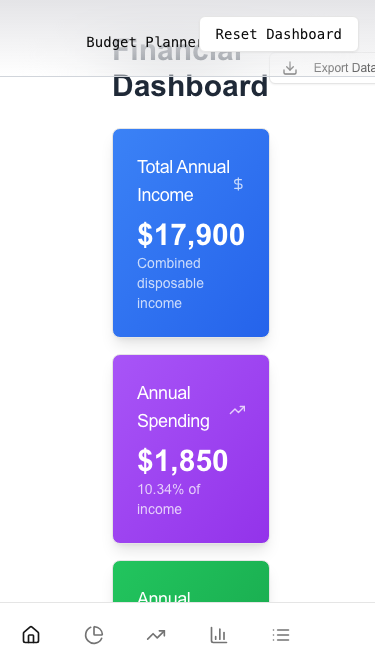 Budget Planner
Reset Dashboard
Financial
Dashboard
Export Data
Total Annual
Income
$17,900
Combined
disposable
income
Annual
Spending
$1,850
10.34% of
income
Annual